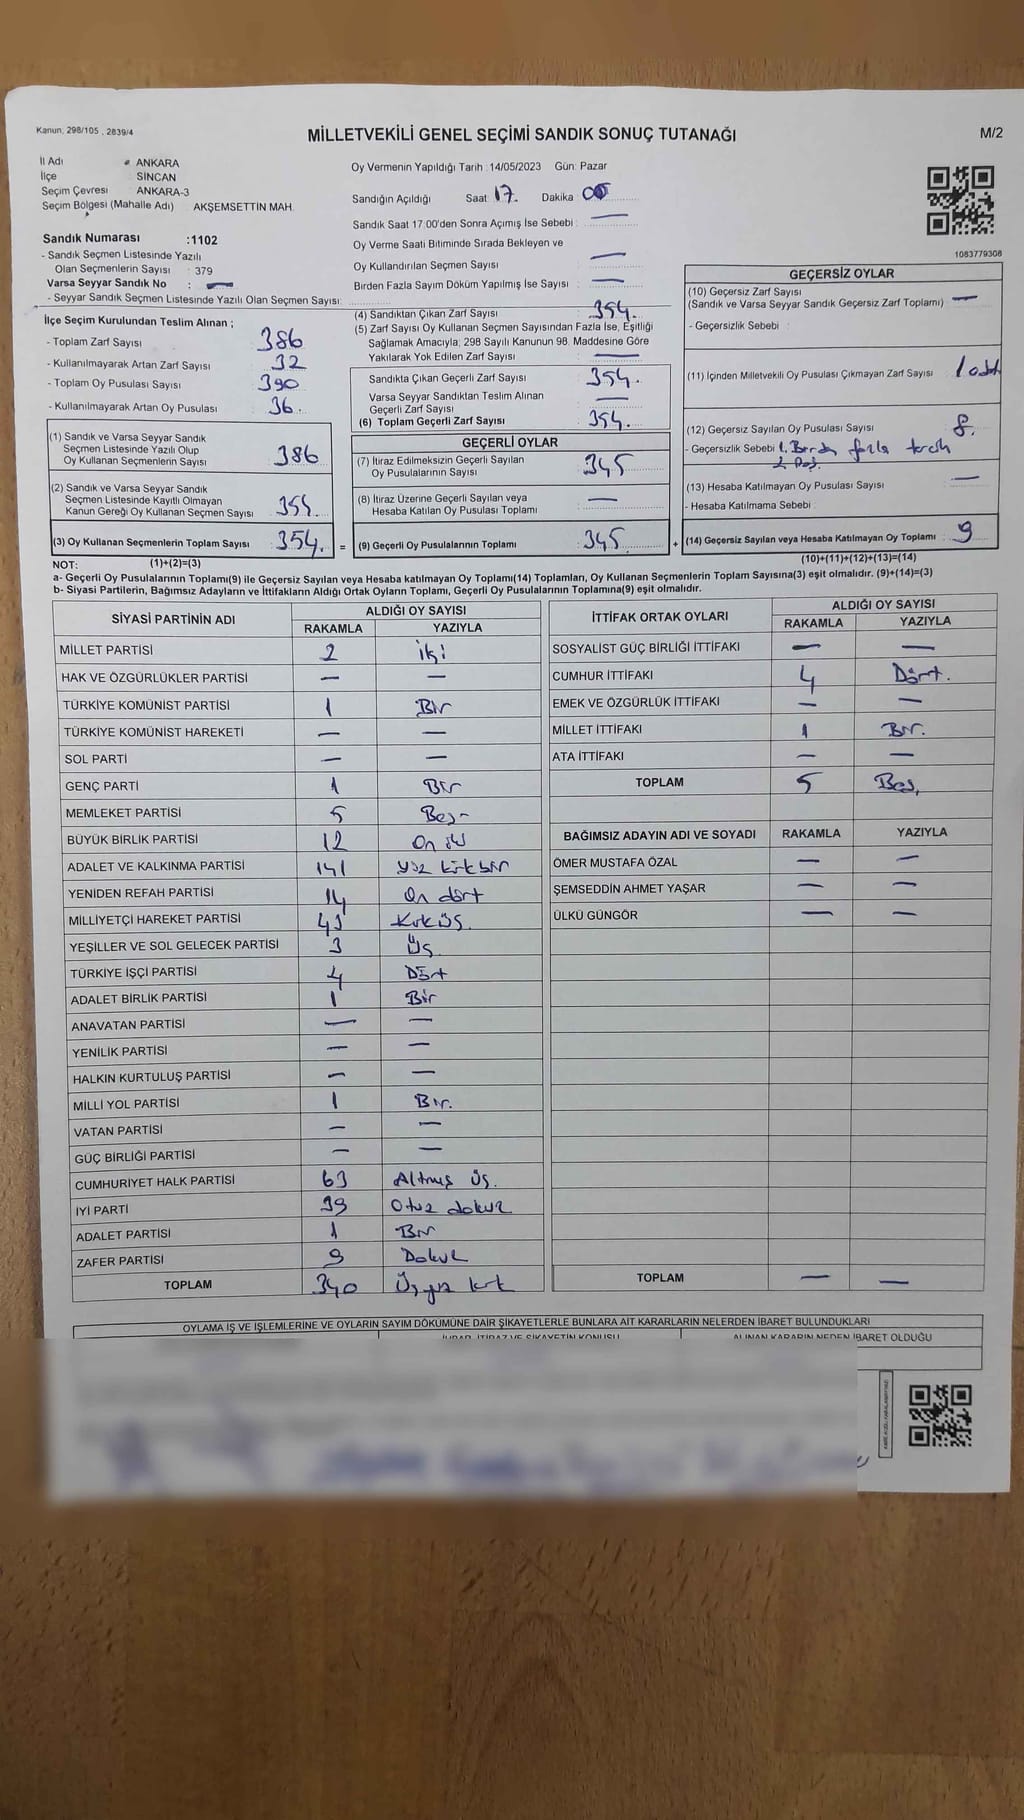 Kanun, 298/105 , 2839/4
MİLLETVEKİLİ GENEL SEÇİMİ SANDIK SONUÇ TUTANAĞI
M/2
İl Adı ANKARA
İlçe SİNCAN
Seçim Çevresi ANKARA-3
Seçim Bölgesi (Mahalle Adı) AKŞEMSETTİN MAH.
Sandık Numarası :1102
- Sandık Seçmen Listesinde Yazılı
Olan Seçmenlerin Sayısı : 379
Varsa Seyyar Sandık No : —
- Seyyar Sandık Seçmen Listesinde Yazılı Olan Seçmen Sayısı:
Oy Vermenin Yapıldığı Tarih :14/05/2023 Gün: Pazar
Sandığın Açıldığı Saat :17. Dakika 00
Sandık Saat 17:00'den Sonra Açımış İse Sebebi : —
Oy Verme Saati Bitiminde Sırada Bekleyen ve
Oy Kullandırılan Seçmen Sayısı —
Birden Fazla Sayım Döküm Yapılmış İse Sayısı : —
1083779308
İlçe Seçim Kurulundan Teslim Alınan ;
- Toplam Zarf Sayısı 386
- Kullanılmayarak Artan Zarf Sayısı 32
- Toplam Oy Pusulası Sayısı 390
- Kullanılmayarak Artan Oy Pusulası 36.
(1) Sandık ve Varsa Seyyar Sandık
Seçmen Listesinde Yazılı Olup
Oy Kullanan Seçmenlerin Sayısı 386
(2) Sandık ve Varsa Seyyar Sandık
Seçmen Listesinde Kayıtlı Olmayan
Kanun Gereği Oy Kullanan Seçmen Sayısı
(3) Oy Kullanan Seçmenlerin Toplam Sayısı 354. =
(4) Sandıktan Çıkan Zarf Sayısı 354.
(5) Zarf Sayısı Oy Kullanan Seçmen Sayısından Fazla İse, Eşitliği
Sağlamak Amacıyla; 298 Sayılı Kanunun 98. Maddesine Göre
Yakılarak Yok Edilen Zarf Sayısı —
Sandıkta Çıkan Geçerli Zarf Sayısı 354.
Varsa Seyyar Sandıktan Teslim Alınan
Geçerli Zarf Sayısı —
(6) Toplam Geçerli Zarf Sayısı 354.
GEÇERLİ OYLAR
(7) İtiraz Edilmeksizin Geçerli Sayılan
Oy Pusulalarının Sayısı 345
(8) İtiraz Üzerine Geçerli Sayılan veya
Hesaba Katılan Oy Pusulası Toplamı —
(9) Geçerli Oy Pusulalarının Toplamı 345. +
GEÇERSİZ OYLAR
(10) Geçersiz Zarf Sayısı
(Sandık ve Varsa Seyyar Sandık Geçersiz Zarf Toplamı) —
- Geçersizlik Sebebi :
(11) İçinden Milletvekili Oy Pusulası Çıkmayan Zarf Sayısı 1 adet
(12) Geçersiz Sayılan Oy Pusulası Sayısı 8.
- Geçersizlik Sebebi 1. Birden fazla tercih
2. Boş.
(13) Hesaba Katılmayan Oy Pusulası Sayısı —
- Hesaba Katılmama Sebebi
(14) Geçersiz Sayılan veya Hesaba Katılmayan Oy Toplamı : 9
NOT: (1)+(2)=(3)
(10)+(11)+(12)+(13)=(14)
a- Geçerli Oy Pusulalarının Toplamı(9) ile Geçersiz Sayılan veya Hesaba katılmayan Oy Toplamı(14) Toplamları, Oy Kullanan Seçmenlerin Toplam Sayısına(3) eşit olmalıdır. (9)+(14)=(3)
b- Siyasi Partilerin, Bağımsız Adayların ve İttifakların Aldığı Ortak Oyların Toplamı, Geçerli Oy Pusulalarının Toplamına(9) eşit olmalıdır.
SİYASİ PARTİNİN ADI ALDIĞI OY SAYISI
RAKAMLA YAZIYLA
MİLLET PARTİSİ 2 iki
HAK VE ÖZGÜRLÜKLER PARTİSİ — —
TÜRKİYE KOMÜNİST PARTİSİ 1 Bir
TÜRKİYE KOMÜNİST HAREKETİ — —
SOL PARTİ — —
GENÇ PARTİ 1 Bir
MEMLEKET PARTİSİ 5 Beş
BÜYÜK BİRLİK PARTİSİ 12 On iki
ADALET VE KALKINMA PARTİSİ 141 Yüz kırk bir
YENİDEN REFAH PARTİSİ 14 On dört
MİLLİYETÇİ HAREKET PARTİSİ 43 Kırk üç.
YEŞİLLER VE SOL GELECEK PARTİSİ 3 Üç
TÜRKİYE İŞÇİ PARTİSİ 4 Dört
ADALET BİRLİK PARTİSİ 1 Bir
ANAVATAN PARTİSİ — —
YENİLİK PARTİSİ — —
HALKIN KURTULUŞ PARTİSİ — —
MİLLİ YOL PARTİSİ 1 Bir.
VATAN PARTİSİ — —
GÜÇ BİRLİĞİ PARTİSİ — —
CUMHURİYET HALK PARTİSİ 63 Altmış üç.
İYİ PARTİ 39 Otuz dokuz
ADALET PARTİSİ 1 Bir
ZAFER PARTİSİ 9 Dokuz
TOPLAM 340 Üçyüz kırk
İTTİFAK ORTAK OYLARI ALDIĞI OY SAYISI
RAKAMLA YAZIYLA
SOSYALİST GÜÇ BİRLİĞİ İTTİFAKI — —
CUMHUR İTTİFAKI 4 Dört.
EMEK VE ÖZGÜRLÜK İTTİFAKI — —
MİLLET İTTİFAKI 1 Bir.
ATA İTTİFAKI — —
TOPLAM 5 Beş,
BAĞIMSIZ ADAYIN ADI VE SOYADI RAKAMLA YAZIYLA
ÖMER MUSTAFA ÖZAL — —
ŞEMSEDDİN AHMET YAŞAR — —
ÜLKÜ GÜNGÖR — —
TOPLAM — —
OYLAMA İŞ VE İŞLEMLERİNE VE OYLARIN SAYIM DÖKÜMÜNE DAİR ŞİKAYETLERLE BUNLARA AİT KARARLARIN NELERDEN İBARET BULUNDUKLARI
İHBAR, İTİRAZ VE ŞİKAYETİN KONUSU ALINAN KARARIN NEDEN İBARET OLDUĞU